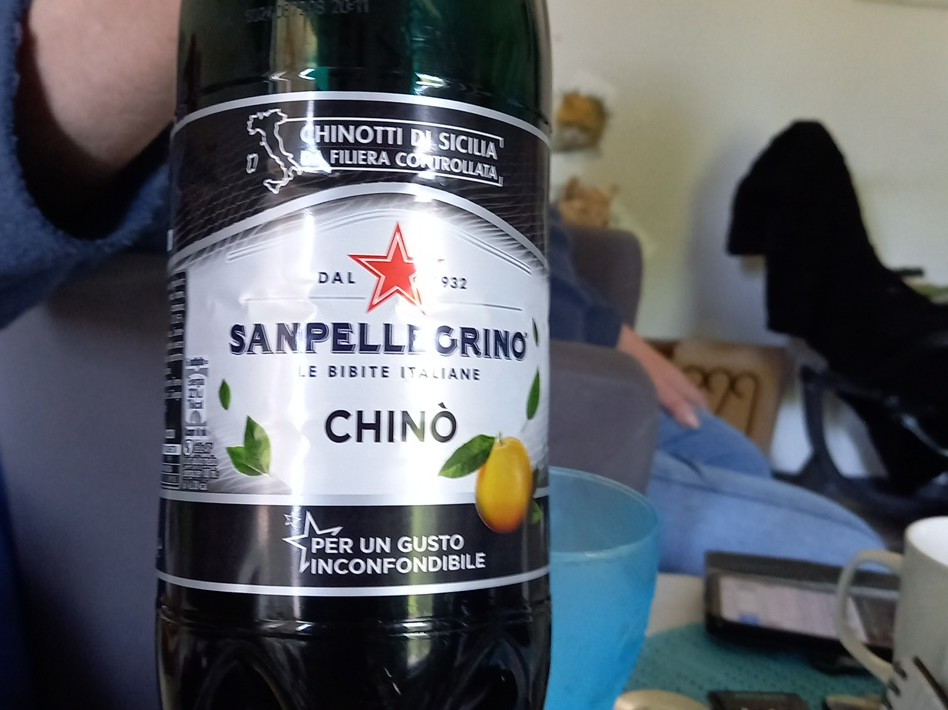 CHINOTTI DI SICILIA
DA FILIERA CONTROLLATA
DAL 1932
SANPELLEGRINO
LE BIBITE ITALIANE
CHINÒ
PER UN GUSTO
INCONFONDIBILE